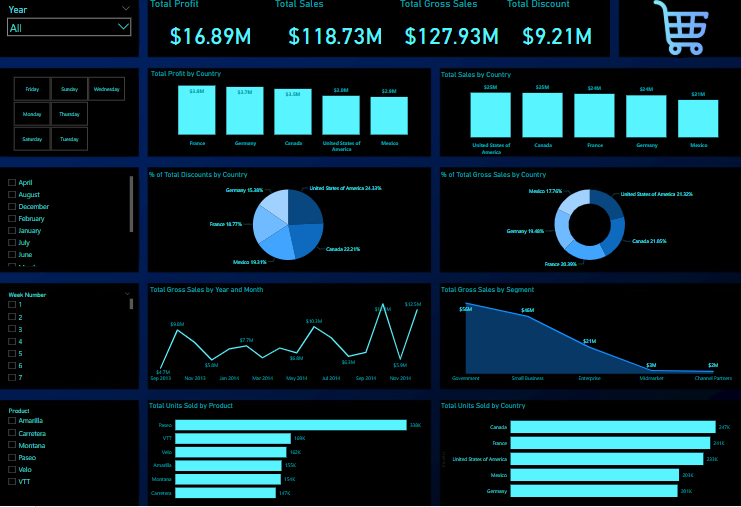 Year
All
Total Profit
$16.89M
Total Sales
$118.73M
Total Gross Sales
$127.93M
Total Discount
$9.21M
Friday
Sunday
Wednesday
Monday
Thursday
Saturday
Tuesday
Total Profit by Country
$3.7M
$3.5M
$3.0M
$2.9M
France
Germany
Canada
United States of
America
Mexico
Total Sales by Country
$25M
$25M
$24M
$24M
$21M
United States of
America
Canada
France
Germany
Mexico
April
August
December
February
January
July
June
% of Total Discounts by Country
Germany 15.38%
United States of America 24.33%
France 18.77%
Mexico 19.31%
Canada 22.21%
% of Total Gross Sales by Country
Mexico 17.76%
United States of America 21.32%
Germany 19.48%
Canada 21.05%
France 20.39%
Week Number
1
2
3
4
5
6
7
Total Gross Sales by Year and Month
$4.7M
$9.8M
$5.8M
$7.7M
$10.3M
$12.5M
$5.9M
Sep 2013
Nov 2013
Jan 2014
Mar 2014
May 2014
Jul 2014
Sep 2014
Nov 2014
Total Gross Sales by Segment
$56M
$46M
$21M
$3M
$2M
Government
Small Business
Enterprise
Midmarket
Channel Partners
Product
Amarilla
Carretera
Montana
Paseo
Velo
VTT
Total Units Sold by Product
Paseo
338K
VTT
169K
Velo
162K
Amarilla
155K
Montana
154K
Carretera
147K
Total Units Sold by Country
Canada
247K
France
241K
United States of America
233K
Mexico
203K
Germany
201K